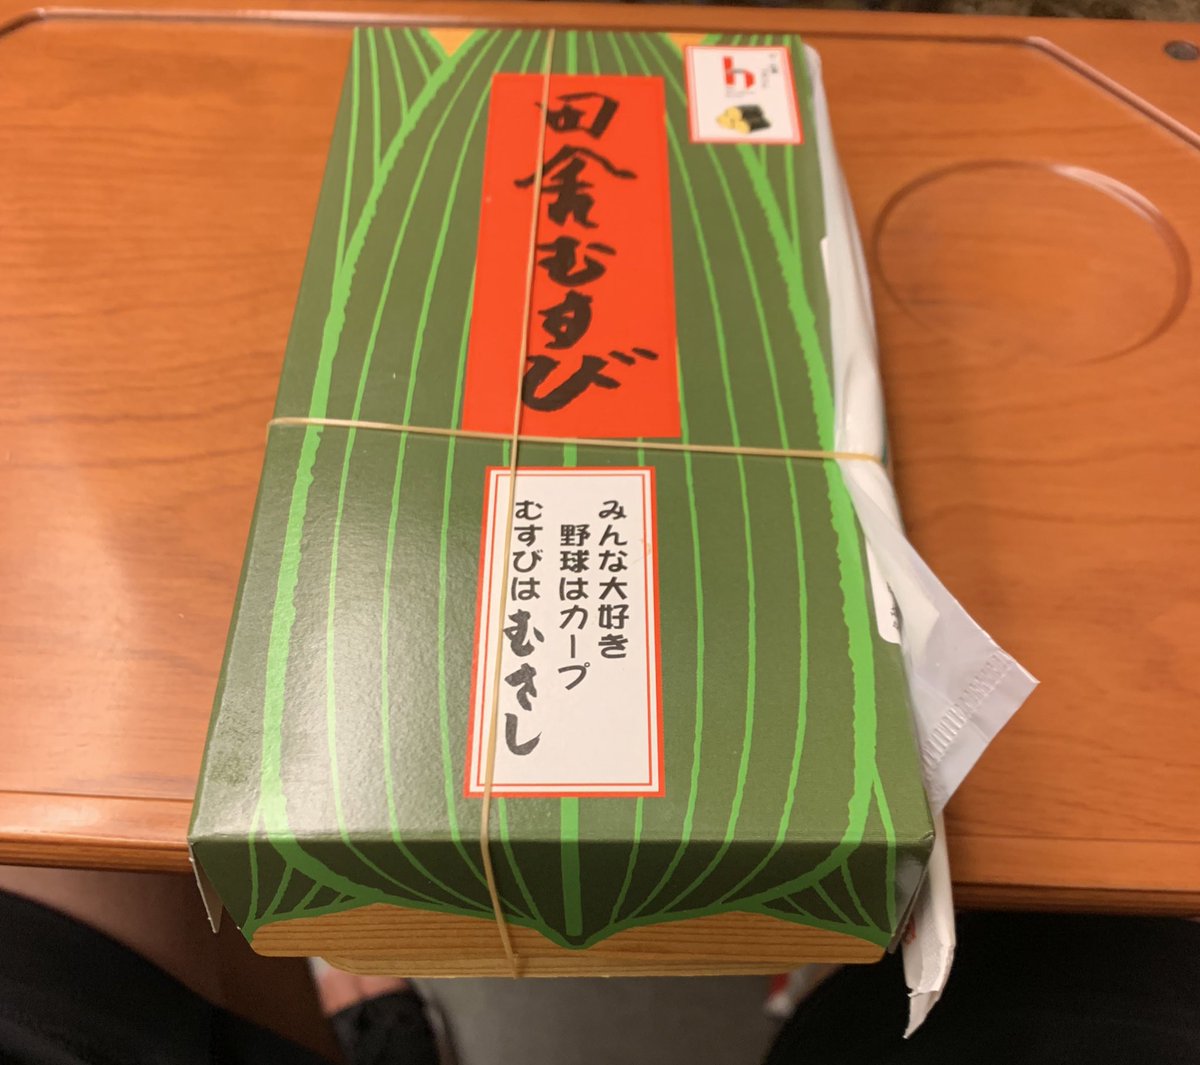 田舎むすび
みんな大好き
野球はカープ
むすびはむさし